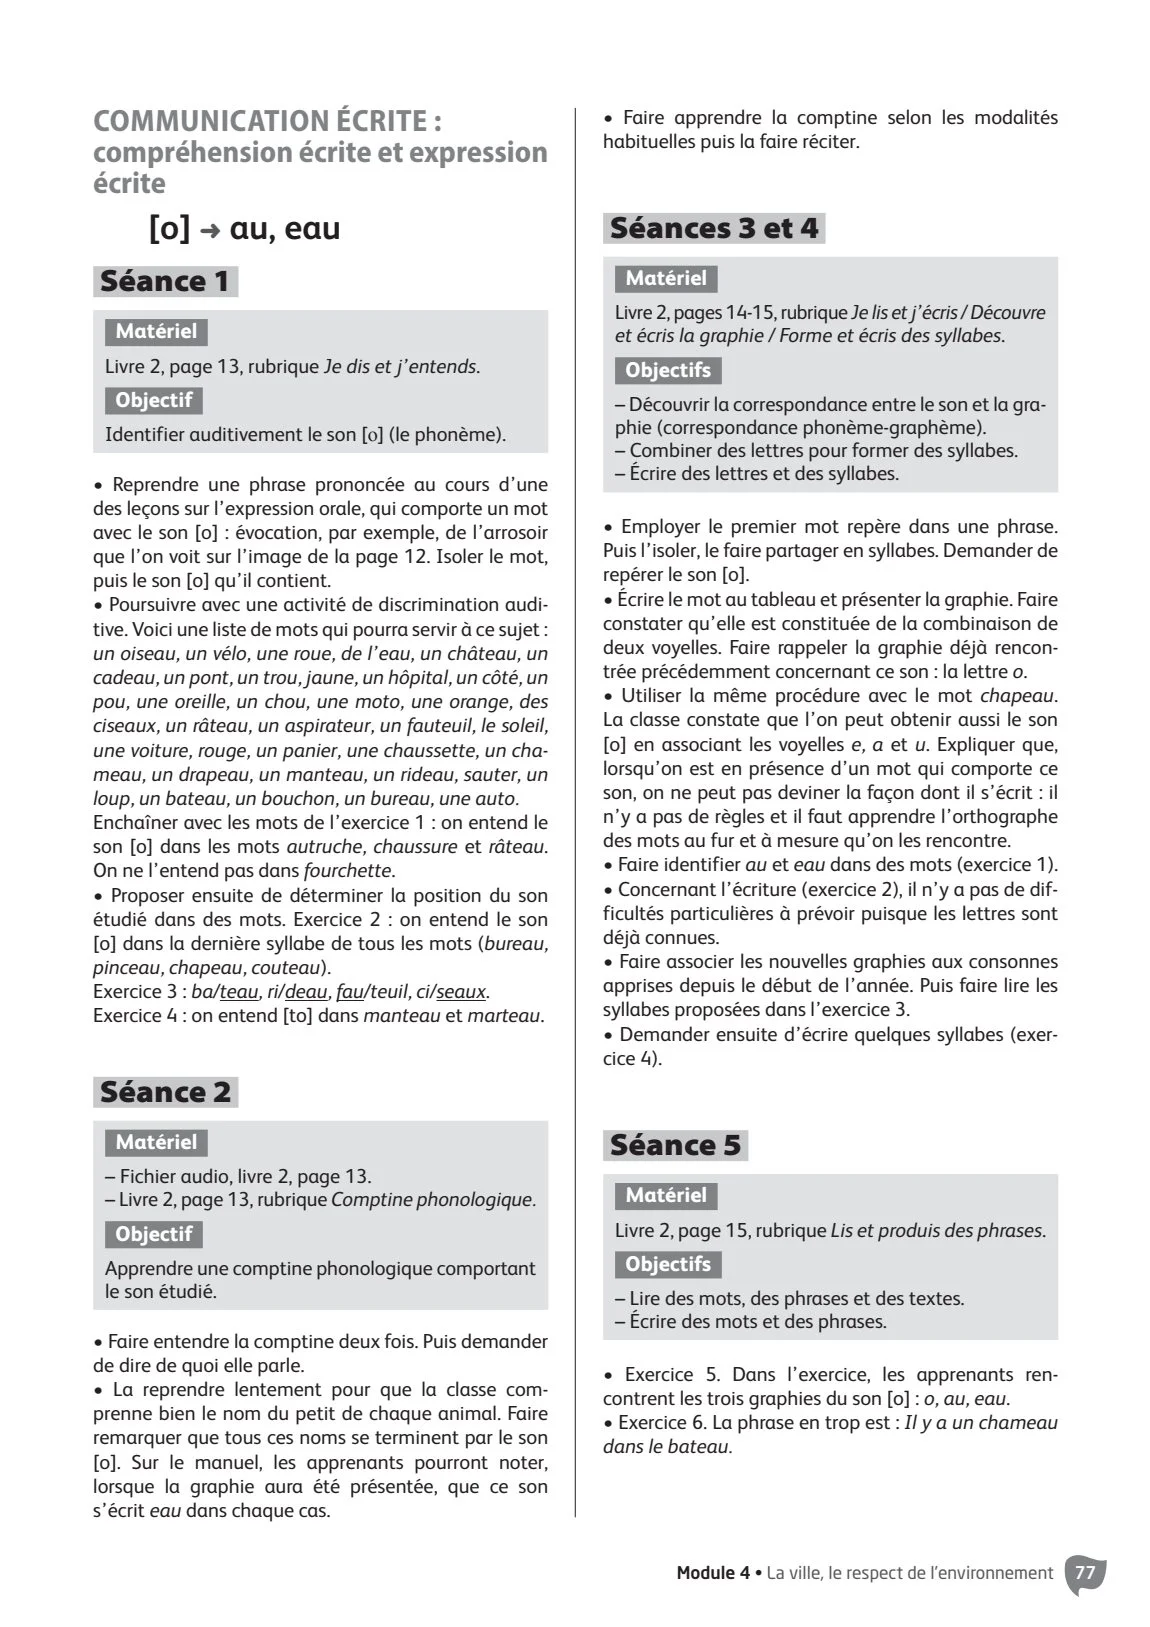 COMMUNICATION ÉCRITE :
compréhension écrite et expression
écrite
[o] ➜ au, eau
Séance 1
Matériel
Livre 2, page 13, rubrique Je dis et j’entends.
Objectif
Identifier auditivement le son [o] (le phonème).
• Reprendre une phrase prononcée au cours d’une
des leçons sur l’expression orale, qui comporte un mot
avec le son [o] : évocation, par exemple, de l’arrosoir
que l’on voit sur l’image de la page 12. Isoler le mot,
puis le son [o] qu’il contient.
• Poursuivre avec une activité de discrimination audi-
tive. Voici une liste de mots qui pourra servir à ce sujet :
un oiseau, un vélo, une roue, de l’eau, un château, un
cadeau, un pont, un trou, jaune, un hôpital, un côté, un
pou, une oreille, un chou, une moto, une orange, des
ciseaux, un râteau, un aspirateur, un fauteuil, le soleil,
une voiture, rouge, un panier, une chaussette, un cha-
meau, un drapeau, un manteau, un rideau, sauter, un
loup, un bateau, un bouchon, un bureau, une auto.
Enchaîner avec les mots de l’exercice 1 : on entend le
son [o] dans les mots autruche, chaussure et râteau.
On ne l’entend pas dans fourchette.
• Proposer ensuite de déterminer la position du son
étudié dans des mots. Exercice 2 : on entend le son
[o] dans la dernière syllabe de tous les mots (bureau,
pinceau, chapeau, couteau).
Exercice 3 : ba/teau, ri/deau, fau/teuil, ci/seaux.
Exercice 4 : on entend [to] dans manteau et marteau.
Séance 2
Matériel
– Fichier audio, livre 2, page 13.
– Livre 2, page 13, rubrique Comptine phonologique.
Objectif
Apprendre une comptine phonologique comportant
le son étudié.
• Faire entendre la comptine deux fois. Puis demander
de dire de quoi elle parle.
• La reprendre lentement pour que la classe com-
prenne bien le nom du petit de chaque animal. Faire
remarquer que tous ces noms se terminent par le son
[o]. Sur le manuel, les apprenants pourront noter,
lorsque la graphie aura été présentée, que ce son
s’écrit eau dans chaque cas.
• Faire apprendre la comptine selon les modalités
habituelles puis la faire réciter.
Séances 3 et 4
Matériel
Livre 2, pages 14-15, rubrique Je lis et j’écris / Découvre
et écris la graphie / Forme et écris des syllabes.
Objectifs
– Découvrir la correspondance entre le son et la gra-
phie (correspondance phonème-graphème).
– Combiner des lettres pour former des syllabes.
– Écrire des lettres et des syllabes.
• Employer le premier mot repère dans une phrase.
Puis l’isoler, le faire partager en syllabes. Demander de
repérer le son [o].
• Écrire le mot au tableau et présenter la graphie. Faire
constater qu’elle est constituée de la combinaison de
deux voyelles. Faire rappeler la graphie déjà rencon-
trée précédemment concernant ce son : la lettre o.
• Utiliser la même procédure avec le mot chapeau.
La classe constate que l’on peut obtenir aussi le son
[o] en associant les voyelles e, a et u. Expliquer que,
lorsqu’on est en présence d’un mot qui comporte ce
son, on ne peut pas deviner la façon dont il s’écrit : il
n’y a pas de règles et il faut apprendre l’orthographe
des mots au fur et à mesure qu’on les rencontre.
• Faire identifier au et eau dans des mots (exercice 1).
• Concernant l’écriture (exercice 2), il n’y a pas de dif-
ficultés particulières à prévoir puisque les lettres sont
déjà connues.
• Faire associer les nouvelles graphies aux consonnes
apprises depuis le début de l’année. Puis faire lire les
syllabes proposées dans l’exercice 3.
• Demander ensuite d’écrire quelques syllabes (exer-
cice 4).
Séance 5
Matériel
Livre 2, page 15, rubrique Lis et produis des phrases.
Objectifs
– Lire des mots, des phrases et des textes.
– Écrire des mots et des phrases.
• Exercice 5. Dans l’exercice, les apprenants ren-
contrent les trois graphies du son [o] : o, au, eau.
• Exercice 6. La phrase en trop est : Il y a un chameau
dans le bateau.
Module 4 • La ville, le respect de l’environnement 77